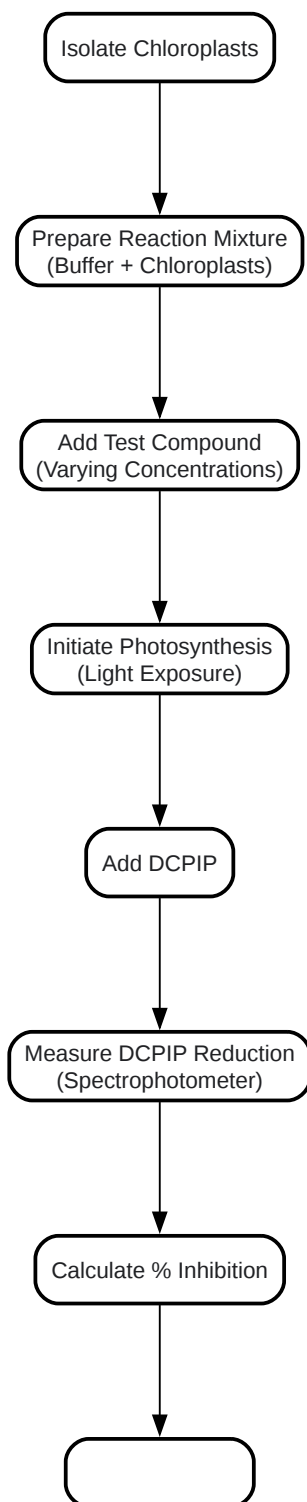 Isolate Chloroplasts
Prepare Reaction Mixture
(Buffer + Chloroplasts)
Add Test Compound
(Varying Concentrations)
Initiate Photosynthesis
(Light Exposure)
Add DCPIP
Measure DCPIP Reduction
(Spectrophotometer)
Calculate % Inhibition